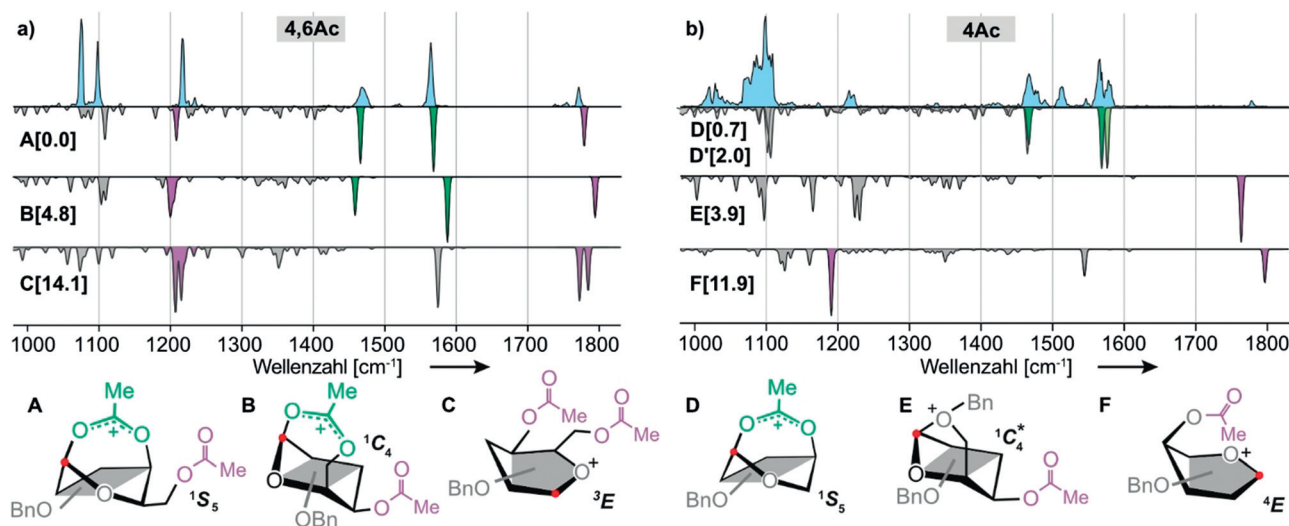 a) 4,6Ac
A[0.0]
B[4.8]
C[14.1]
1000 1100 1200 1300 1400 1500 1600 1700 1800
Wellenzahl [cm⁻¹]
b) 4Ac
D[0.7]
D'[2.0]
E[3.9]
F[11.9]
1000 1100 1200 1300 1400 1500 1600 1700 1800
Wellenzahl [cm⁻¹]
A
Me
O + O
O
O
O Me
BnO
¹S₅
B
Me
O +
O
¹C₄
O
O
O Me
OBn
C
O
O Me
O
O Me
O +
BnO
³E
D
Me
O + O
O
BnO
¹S₅
E
+ Bn
O
¹C₄*
O
O
O Me
BnO
F
O
O Me
O +
BnO
⁴E